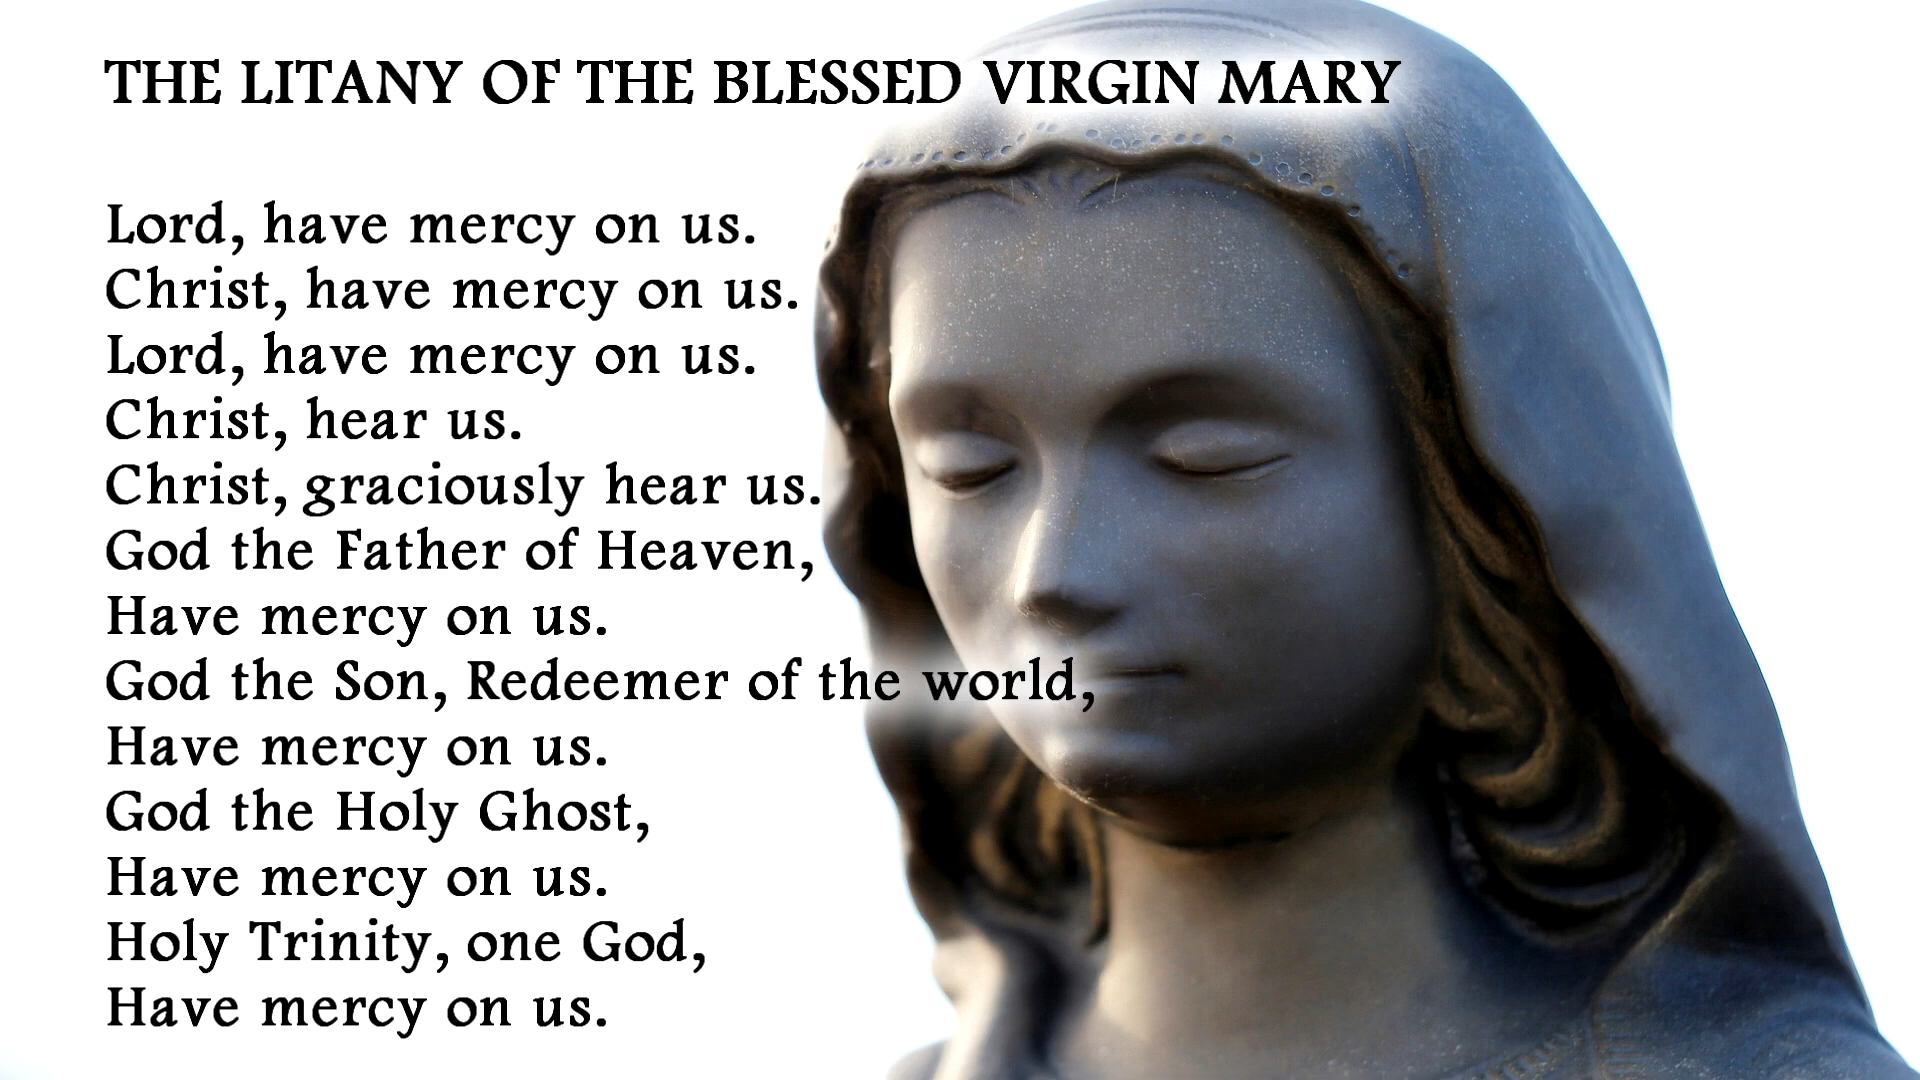 THE LITANY OF THE BLESSED VIRGIN MARY
Lord, have mercy on us.
Christ, have mercy on us.
Lord, have mercy on us.
Christ, hear us.
Christ, graciously hear us.
God the Father of Heaven,
Have mercy on us.
God the Son, Redeemer of the world,
Have mercy on us.
God the Holy Ghost,
Have mercy on us.
Holy Trinity, one God,
Have mercy on us.